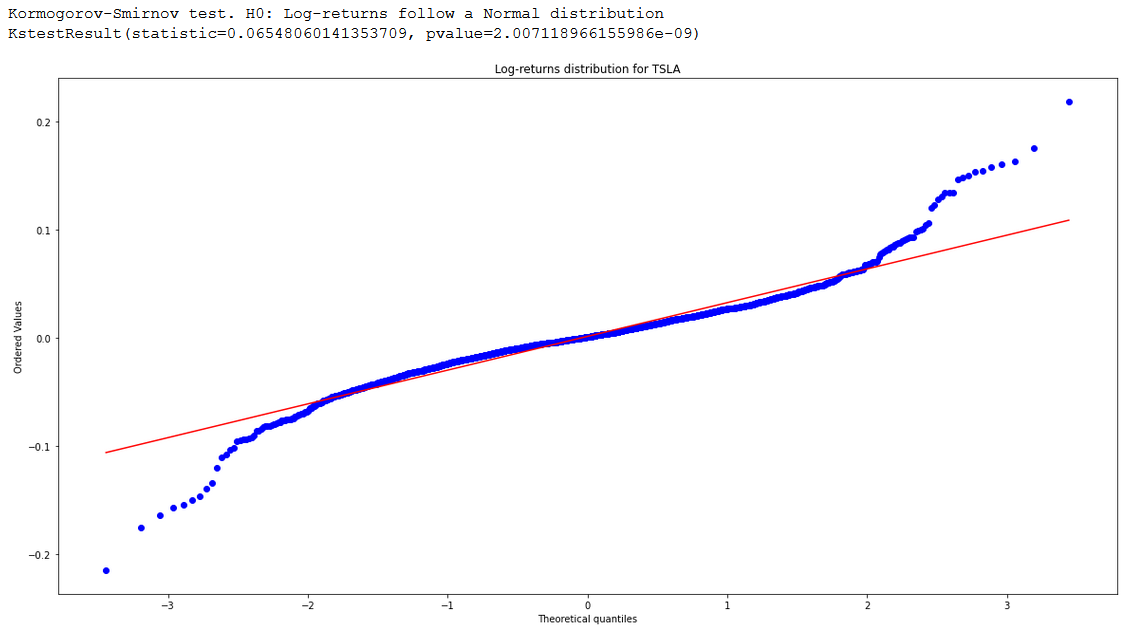 Kormogorov-Smirnov test. H0: Log-returns follow a Normal distribution
KstestResult(statistic=0.06548060141353709, pvalue=2.007118966155986e-09)
Log-returns distribution for TSLA
0.2
0.1
0.0
−0.1
−0.2
Ordered Values
−3 −2 −1 0 1 2 3
Theoretical quantiles